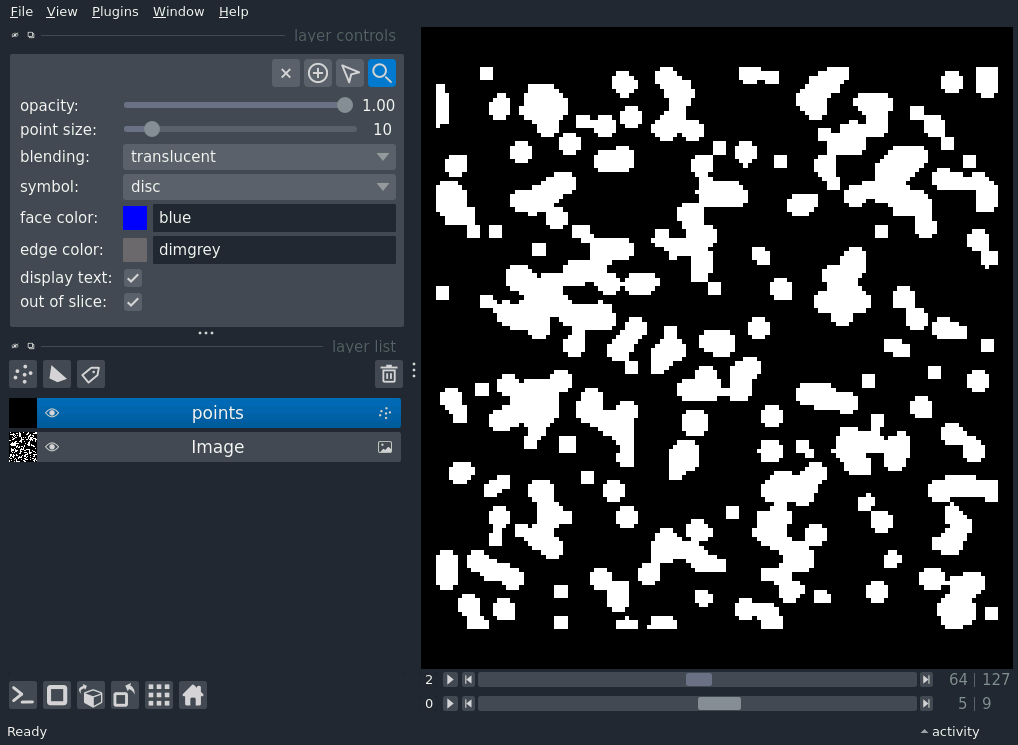 File View Plugins Window Help
layer controls
opacity: 1.00
point size: 10
blending: translucent
symbol: disc
face color: blue
edge color: dimgrey
display text:
out of slice:
layer list
points
Image
2 64 | 127
0 5 | 9
Ready activity